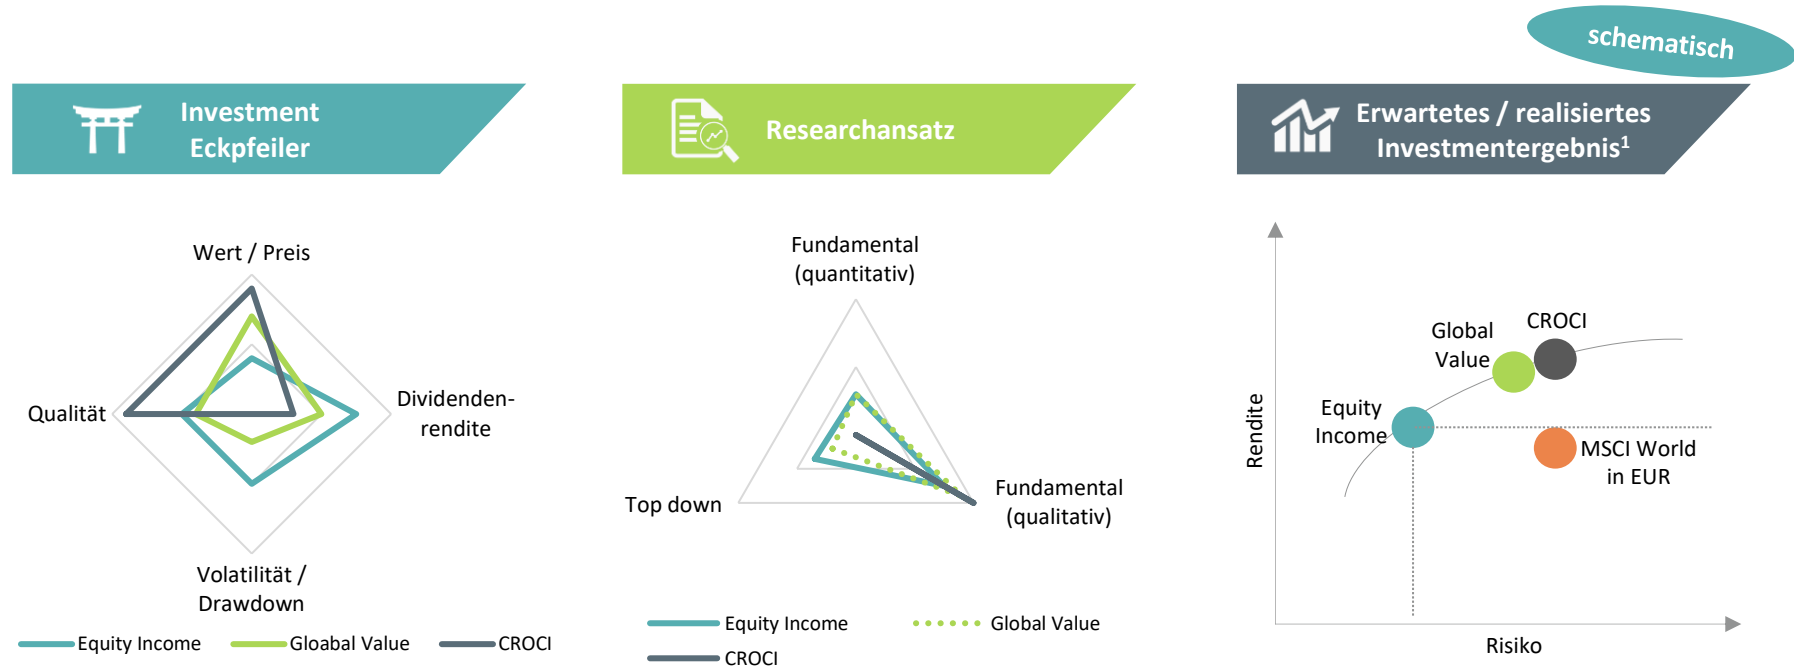 schematisch
Investment
Eckpfeiler
Researchansatz
Erwartetes / realisiertes
Investmentergebnis¹
Wert / Preis
Qualität
Dividenden-
rendite
Volatilität /
Drawdown
Equity Income
Gloabal Value
CROCI
Fundamental
(quantitativ)
Top down
Fundamental
(qualitativ)
Equity Income
Global Value
CROCI
Rendite
Global
Value
CROCI
Equity
Income
MSCI World
in EUR
Risiko